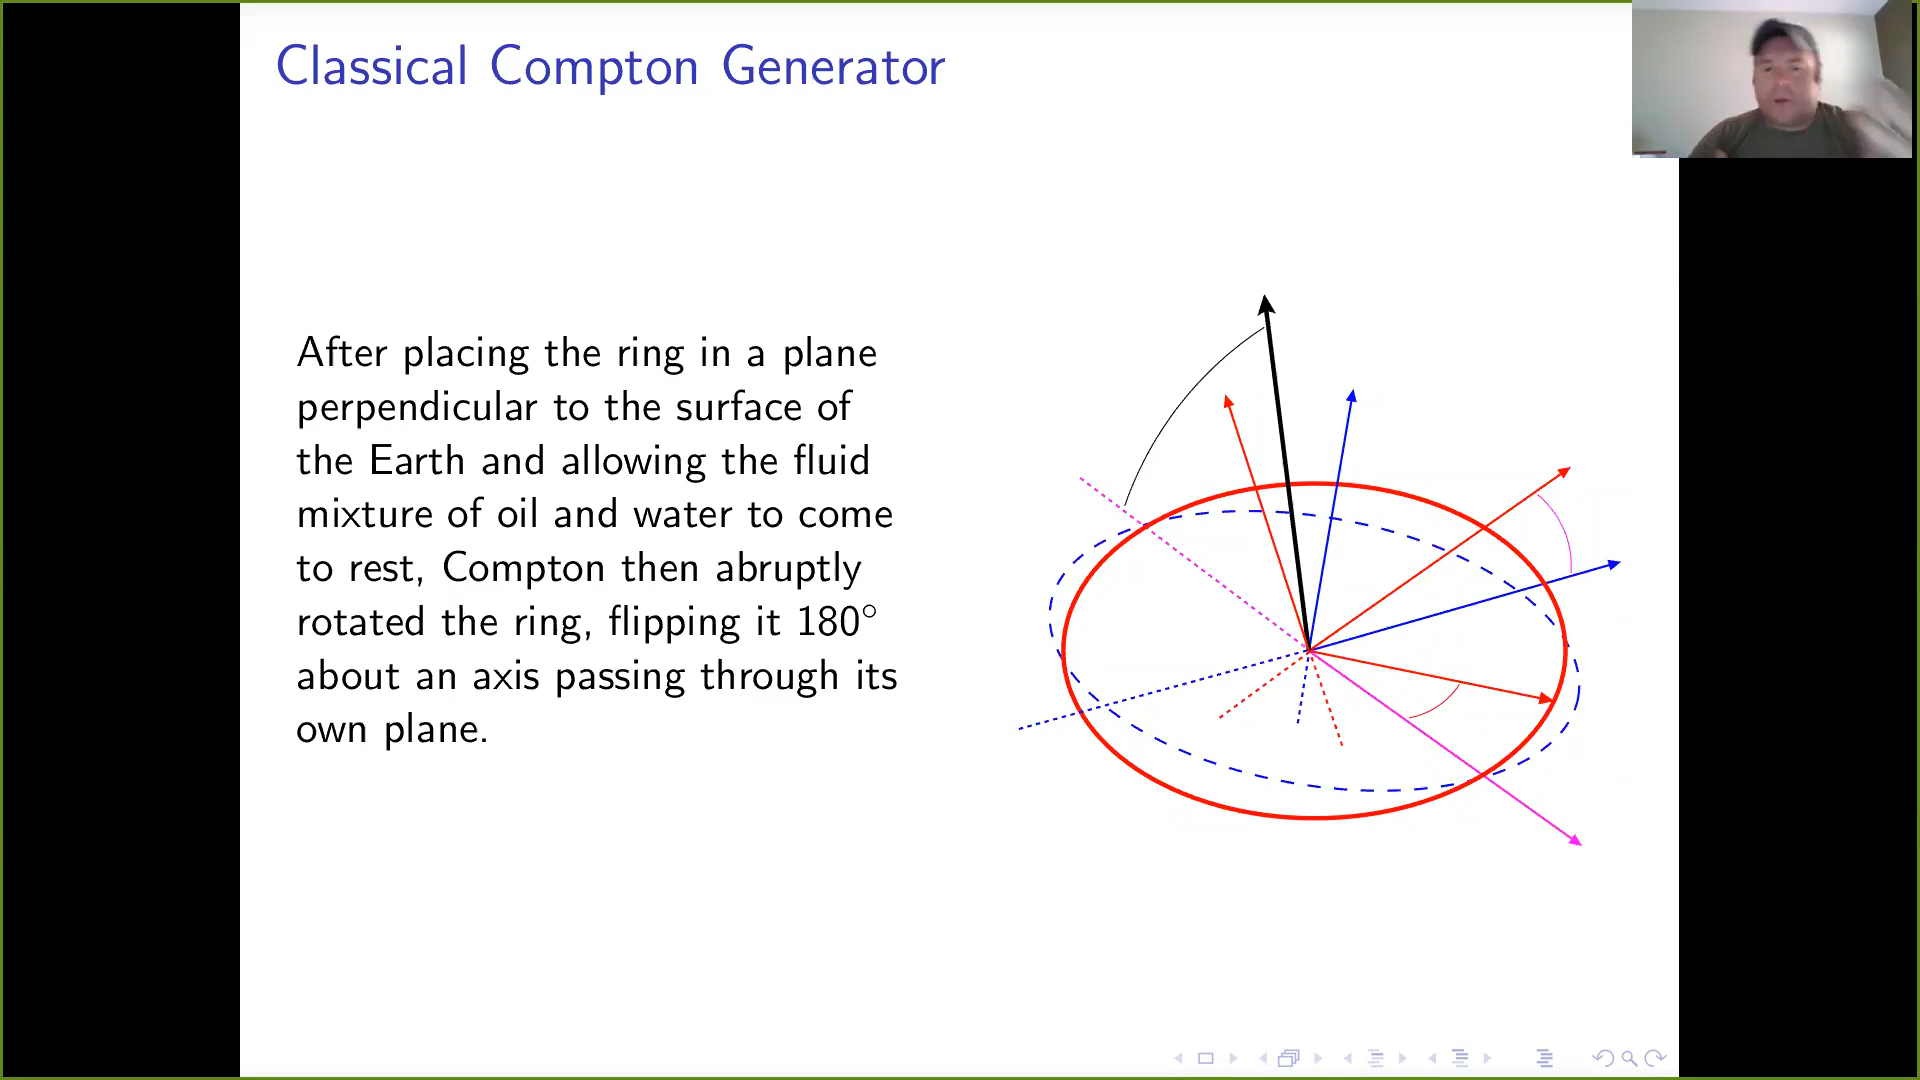 Classical Compton Generator
After placing the ring in a plane
perpendicular to the surface of
the Earth and allowing the fluid
mixture of oil and water to come
to rest, Compton then abruptly
rotated the ring, flipping it 180°
about an axis passing through its
own plane.